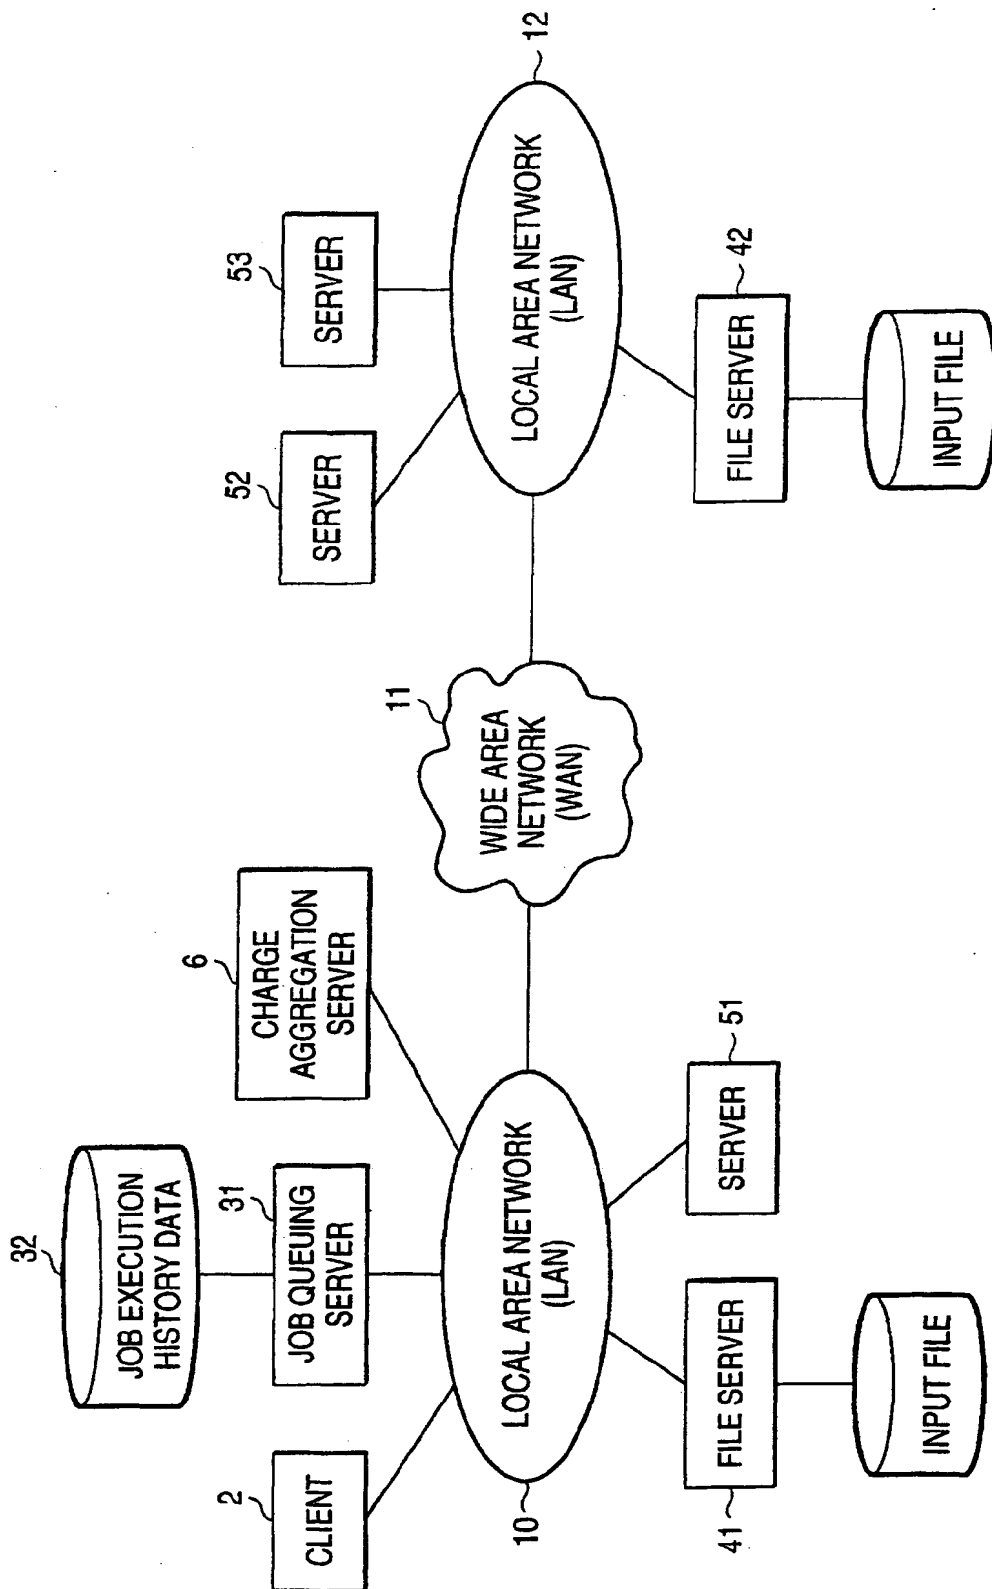 32
JOB EXECUTION
HISTORY DATA
2
CLIENT
31
JOB QUEUING
SERVER
6
CHARGE
AGGREGATION
SERVER
52
SERVER
53
SERVER
10
LOCAL AREA NETWORK
(LAN)
11
WIDE AREA
NETWORK
(WAN)
12
LOCAL AREA NETWORK
(LAN)
41
FILE SERVER
51
SERVER
42
FILE SERVER
INPUT FILE
INPUT FILE